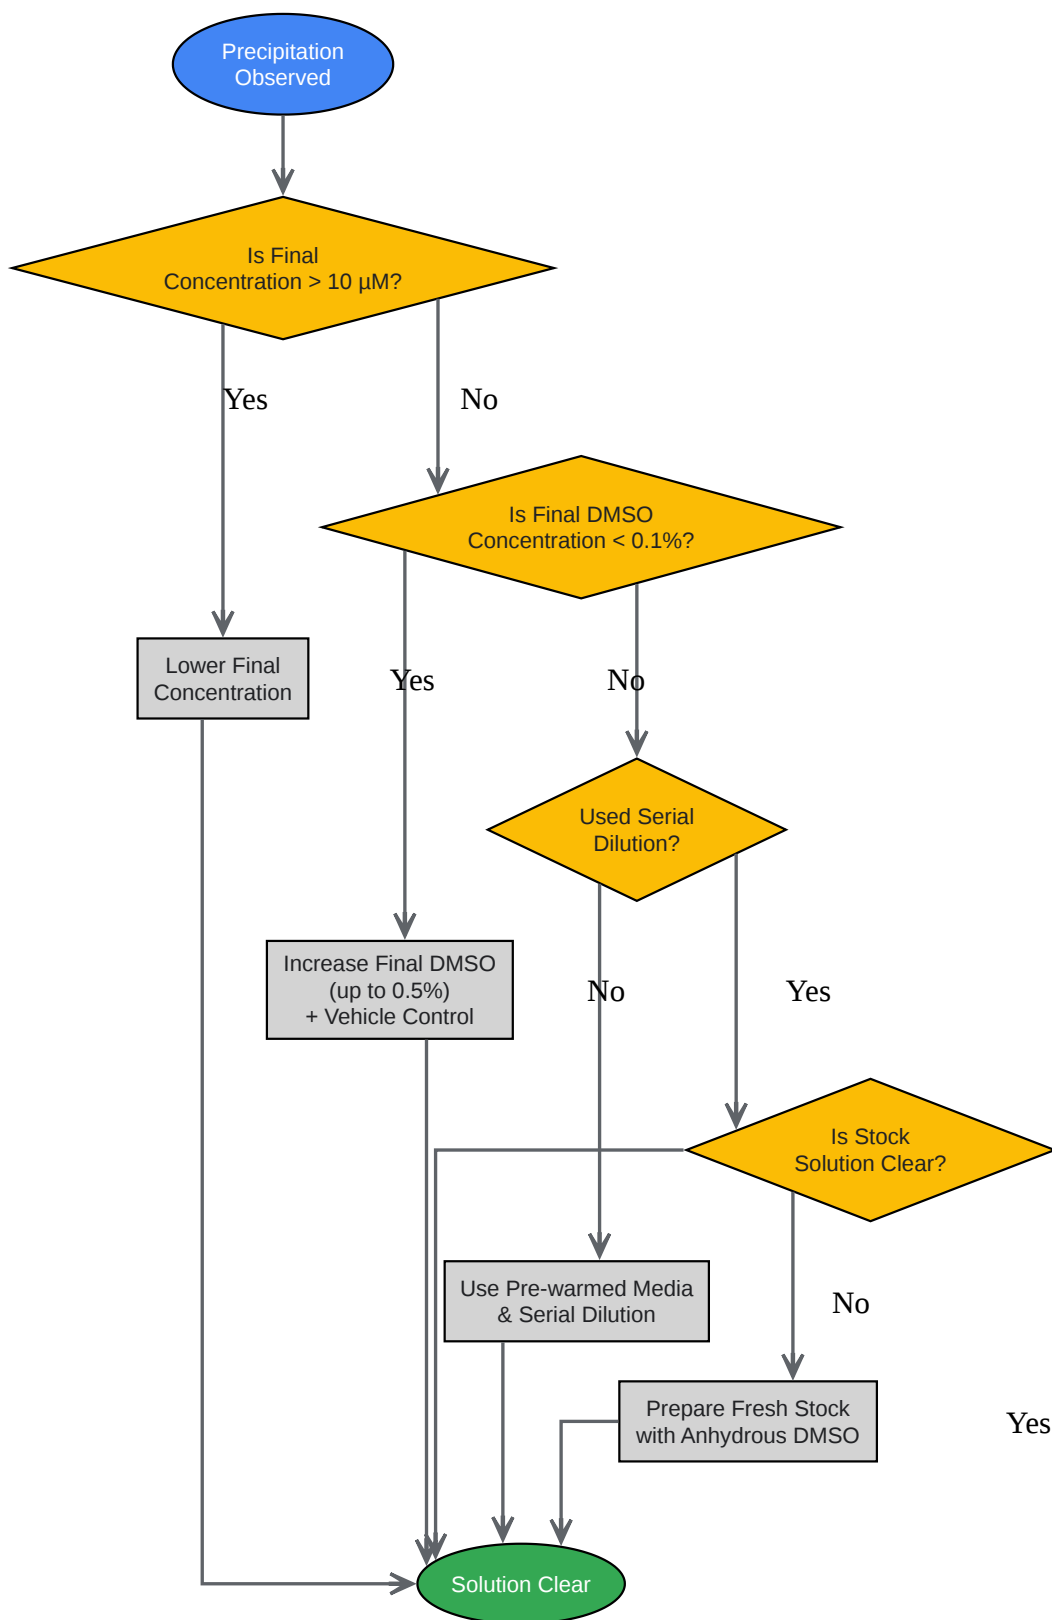 Precipitation
Observed
Is Final
Concentration > 10 µM?
Yes
No
Is Final DMSO
Concentration < 0.1%?
Lower Final
Concentration
Yes
No
Used Serial
Dilution?
Increase Final DMSO
(up to 0.5%)
+ Vehicle Control
No
Yes
Is Stock
Solution Clear?
Use Pre-warmed Media
& Serial Dilution
No
Prepare Fresh Stock
with Anhydrous DMSO
Yes
Solution Clear